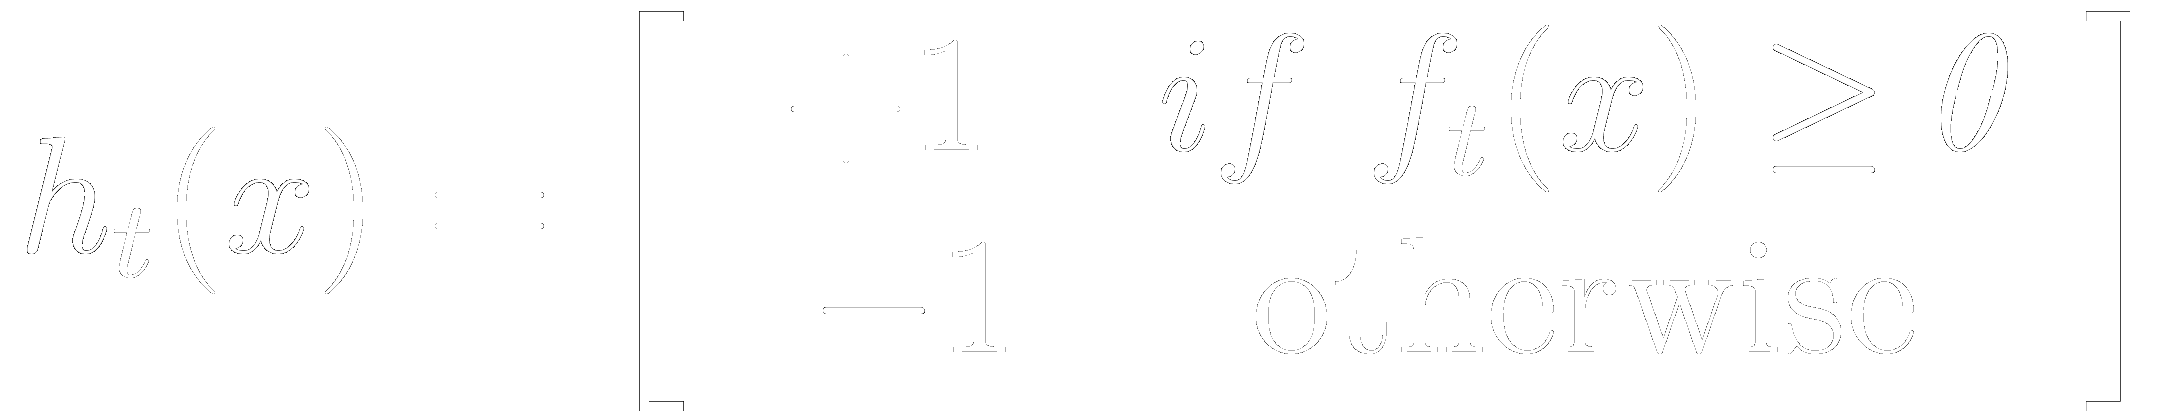 h_t(x) = [ +1 if f_t(x) ≥ 0
−1 otherwise ]